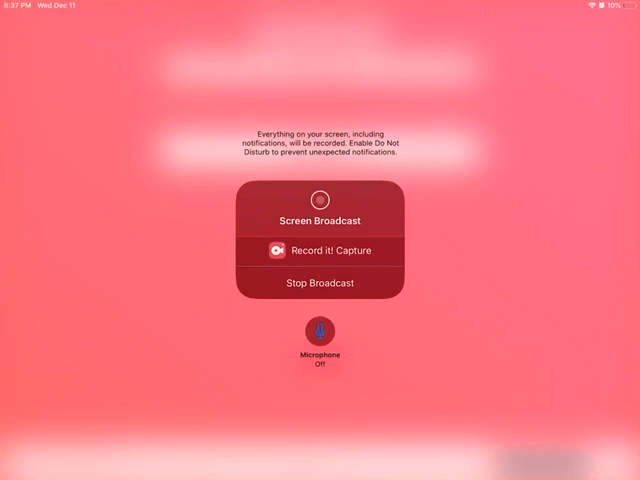 8:37 PM Wed Dec 11 10%
Everything on your screen, including
notifications, will be recorded. Enable Do Not
Disturb to prevent unexpected notifications.
Screen Broadcast
Record it! Capture
Stop Broadcast
Microphone
Off